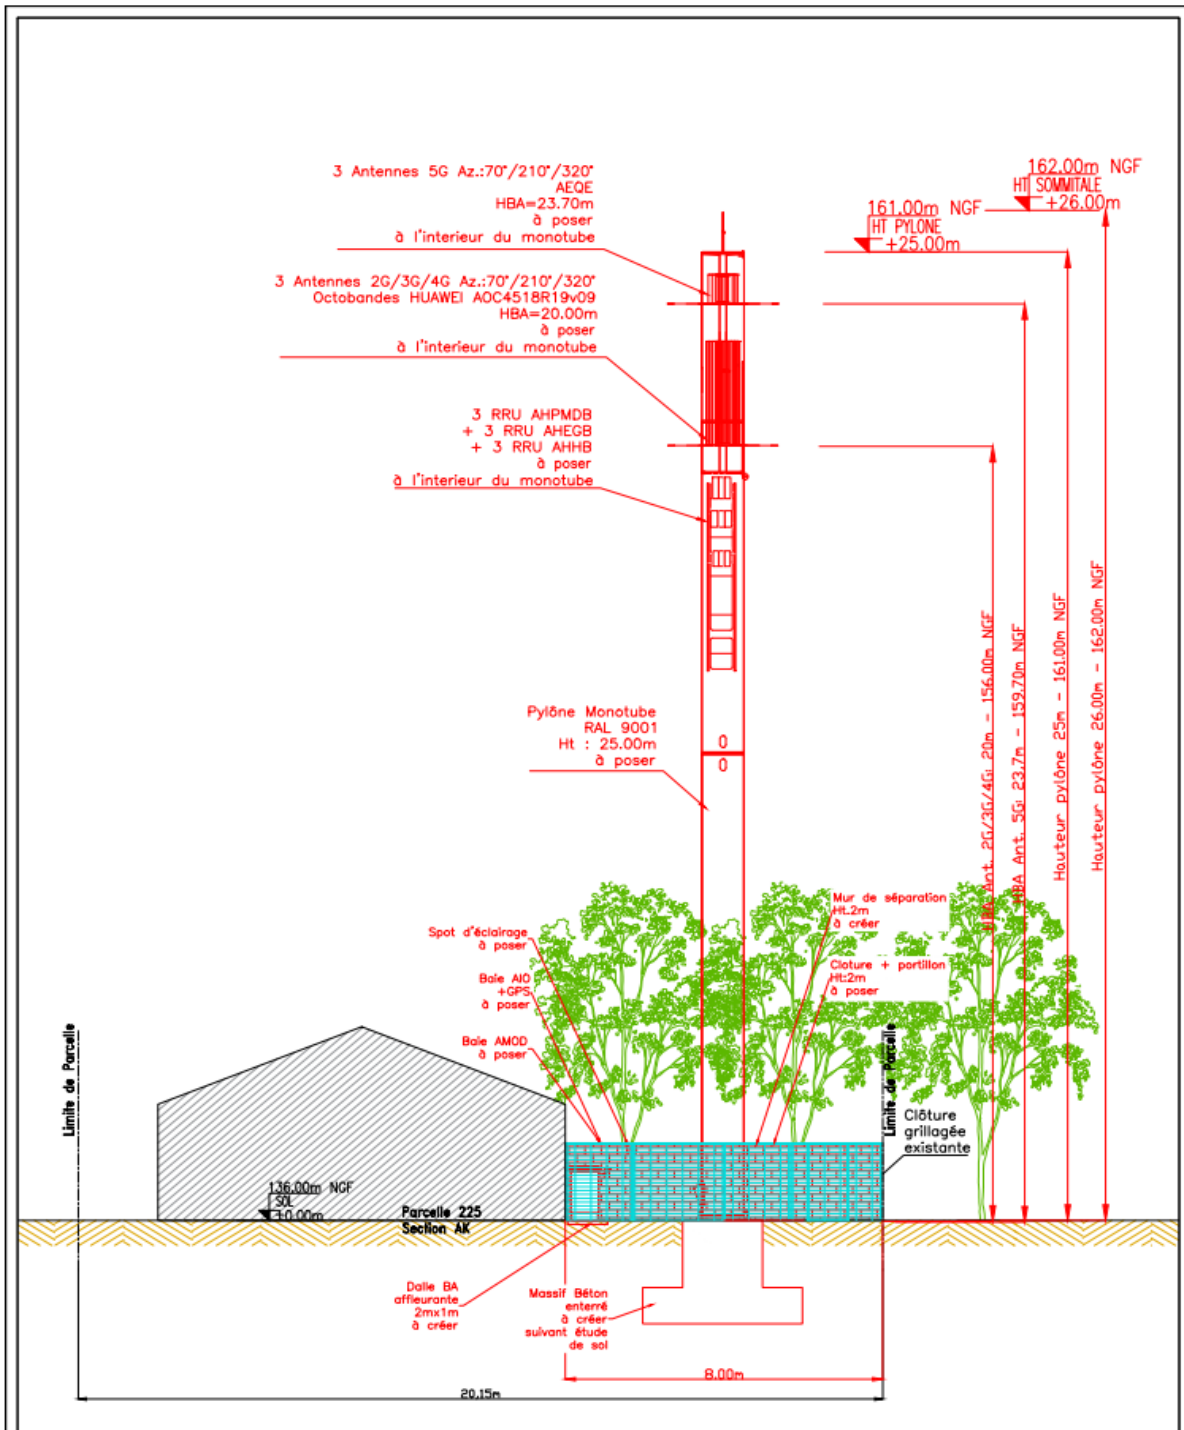 3 Antennes 5G Az.:70°/210°/320°
AEQE
HBA=23.70m
à poser
à l'interieur du monotube
3 Antennes 2G/3G/4G Az.:70°/210°/320°
Octobandes HUAWEI AOC4518R19v09
HBA=20.00m
à poser
à l'interieur du monotube
3 RRU AHPMDB
+ 3 RRU AHEGB
+ 3 RRU AHHB
à poser
à l'interieur du monotube
162.00m NGF
HT SOMMITALE
+26.00m
161.00m NGF
HT PYLONE
+25.00m
Pylône Monotube
RAL 9001
Ht : 25.00m
à poser
HBA Ant. 2G/3G/4G: 20m - 156.00m NGF
HBA Ant. 5G: 23.7m - 159.70m NGF
Hauteur pylône 25m - 161.00m NGF
Hauteur pylône 26.00m - 162.00m NGF
Mur de séparation
Ht.2m
à créer
Cloture + portillon
Ht:2m
à poser
Spot d'éclairage
à poser
Baie AIO
+GPS
à poser
Baie AMOD
à poser
Limite de Parcelle
Limite de Parcelle
Clôture
grillagée
existante
136.00m NGF
SOL
+0.00m
Parcelle 225
Section AK
Dalle BA
affleurante
2mx1m
à créer
Massif Béton
enterré
à créer
suivant étude
de sol
8.00m
20.15m